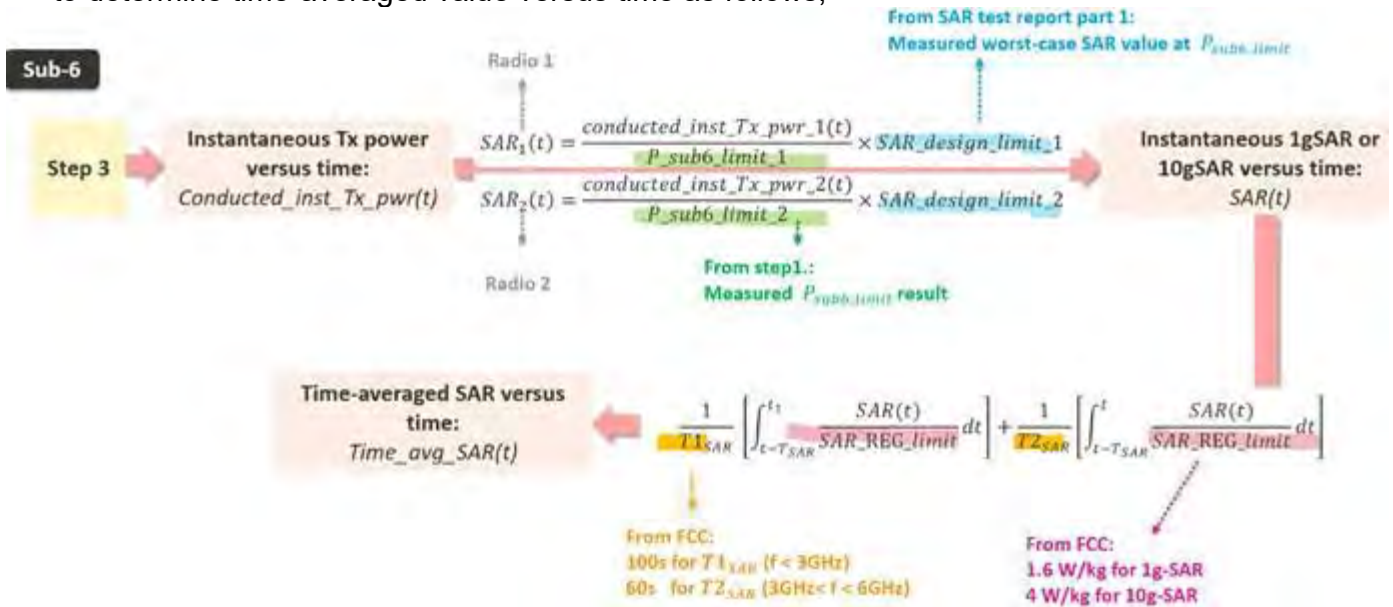 to determine time-averaged value versus time as follows,
From SAR test report part 1:
Measured worst-case SAR value at P_sub6_limit
Sub-6
Radio 1
Step 3
Instantaneous Tx power
versus time:
Conducted_inst_Tx_pwr(t)
SAR₁(t) = conducted_inst_Tx_pwr_1(t) / P_sub6_limit_1 × SAR_design_limit_1
SAR₂(t) = conducted_inst_Tx_pwr_2(t) / P_sub6_limit_2 × SAR_design_limit_2
Instantaneous 1gSAR or
10gSAR versus time:
SAR(t)
Radio 2
From step1.:
Measured P_sub6_limit result
Time-averaged SAR versus
time:
Time_avg_SAR(t)
1/T1_SAR [∫_{t−T_SAR}^{t₁} SAR(t)/SAR_REG_limit dt] + 1/T2_SAR [∫_{t−T_SAR}^{t} SAR(t)/SAR_REG_limit dt]
From FCC:
100s for T1_SAR (f < 3GHz)
60s for T2_SAR (3GHz< f < 6GHz)
From FCC:
1.6 W/kg for 1g-SAR
4 W/kg for 10g-SAR